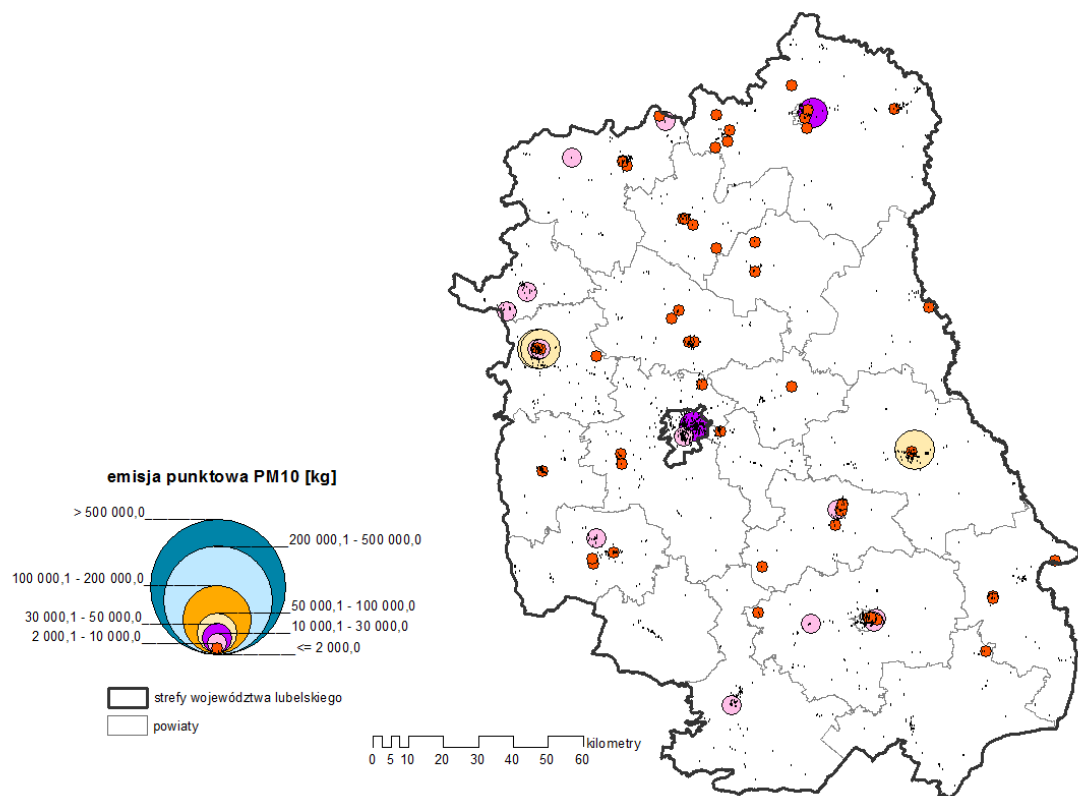 emisja punktowa PM10 [kg]
> 500 000,0
200 000,1 - 500 000,0
100 000,1 - 200 000,0
50 000,1 - 100 000,0
30 000,1 - 50 000,0
10 000,1 - 30 000,0
2 000,1 - 10 000,0
<= 2 000,0
strefy województwa lubelskiego
powiaty
kilometry
0 5 10 20 30 40 50 60